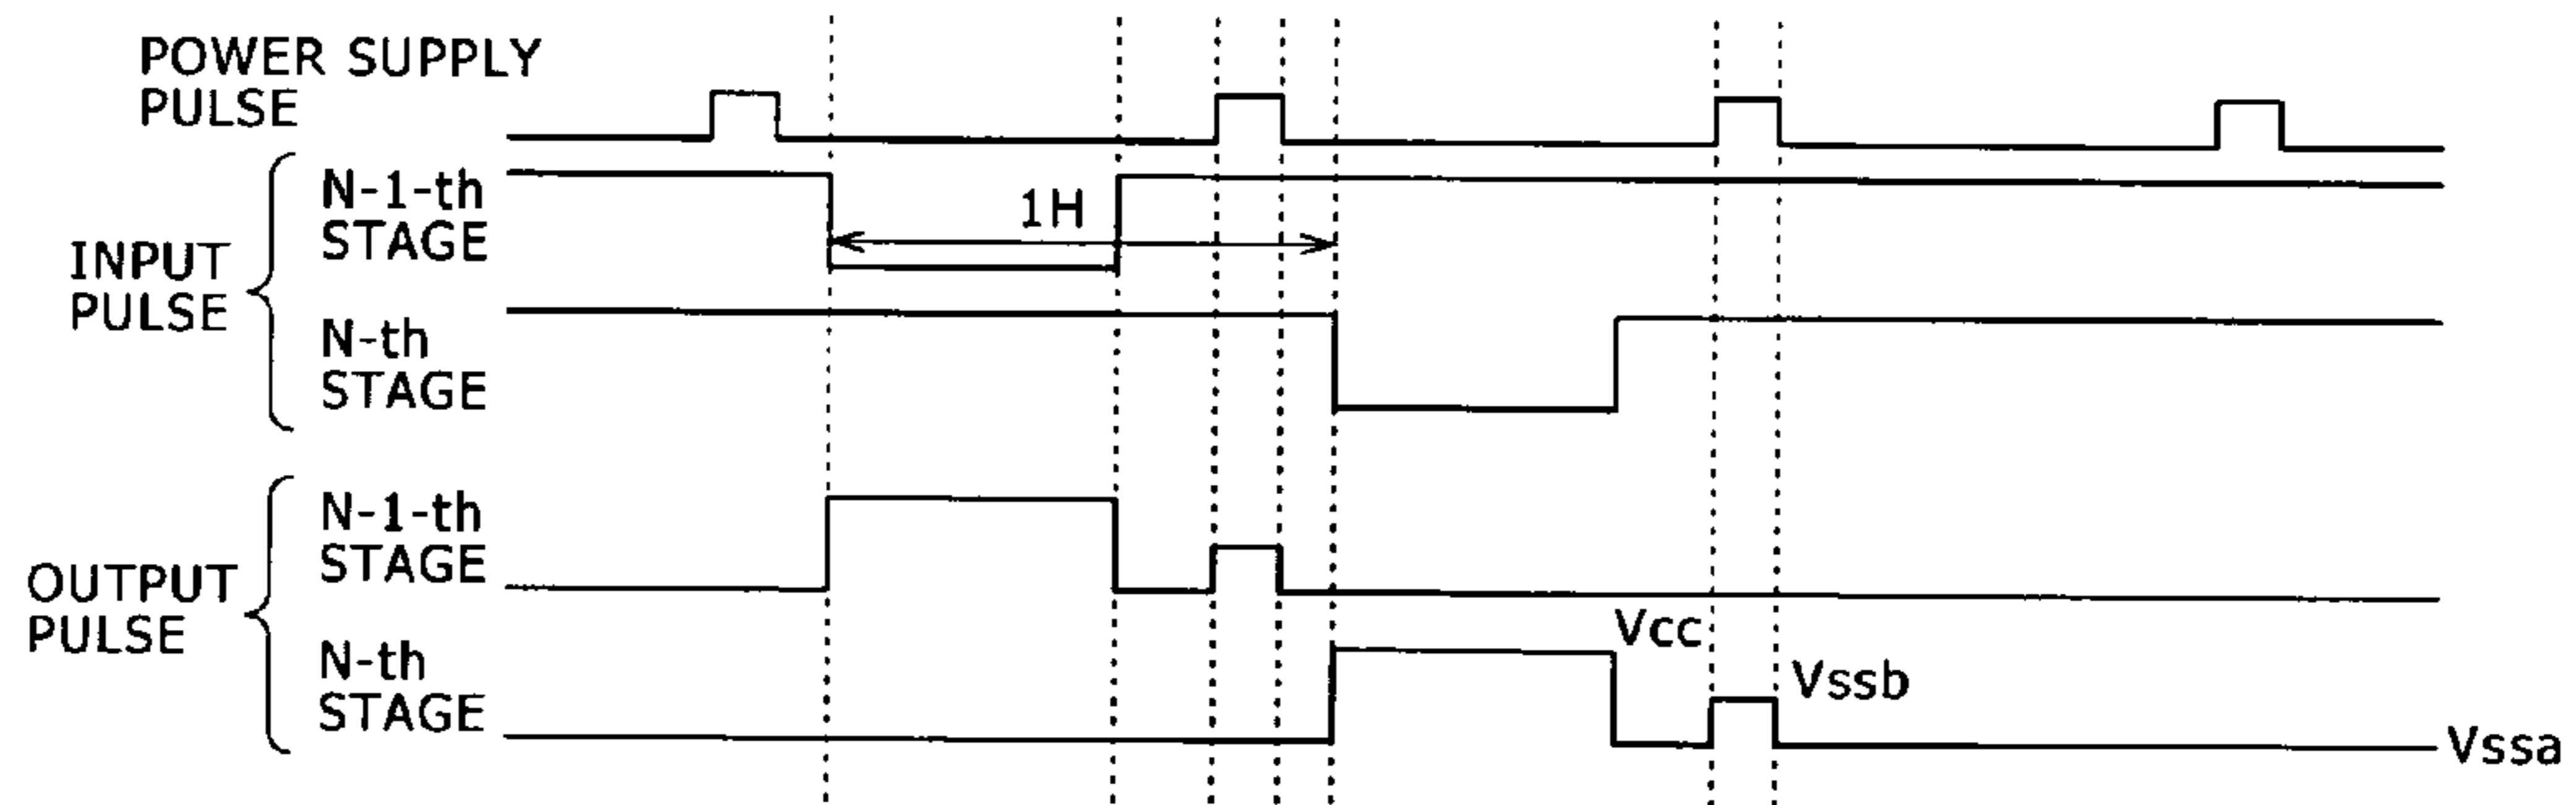 POWER SUPPLY
PULSE
INPUT
PULSE
N-1-th
STAGE
1H
N-th
STAGE
OUTPUT
PULSE
N-1-th
STAGE
N-th
STAGE
Vcc
Vssb
Vssa